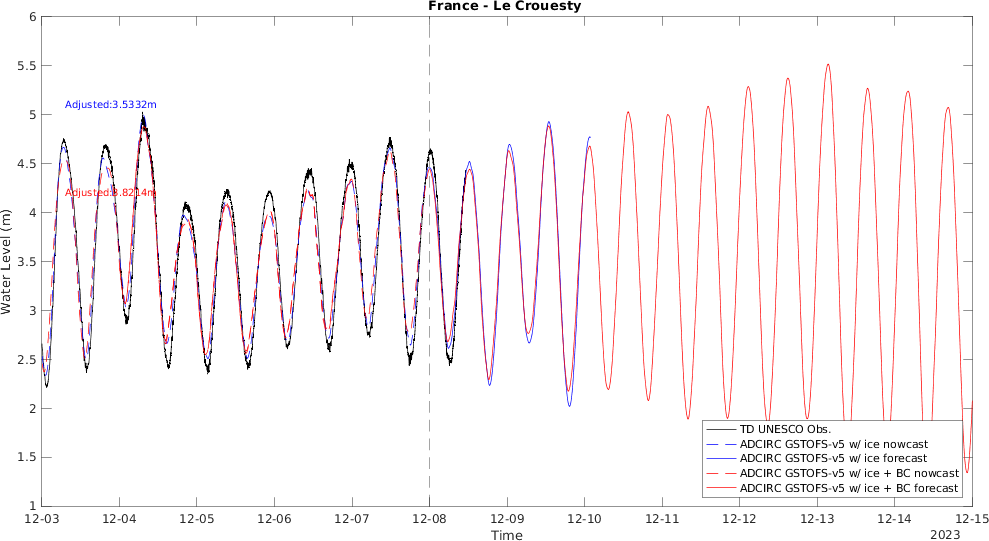 France - Le Crouesty
6
5.5
5
4.5
4
3.5
3
2.5
2
1.5
1
Water Level (m)
Adjusted:3.5332m
Adjusted:3.8214m
TD UNESCO Obs.
ADCIRC GSTOFS-v5 w/ ice nowcast
ADCIRC GSTOFS-v5 w/ ice forecast
ADCIRC GSTOFS-v5 w/ ice + BC nowcast
ADCIRC GSTOFS-v5 w/ ice + BC forecast
12-03 12-04 12-05 12-06 12-07 12-08 12-09 12-10 12-11 12-12 12-13 12-14 12-15
Time
2023